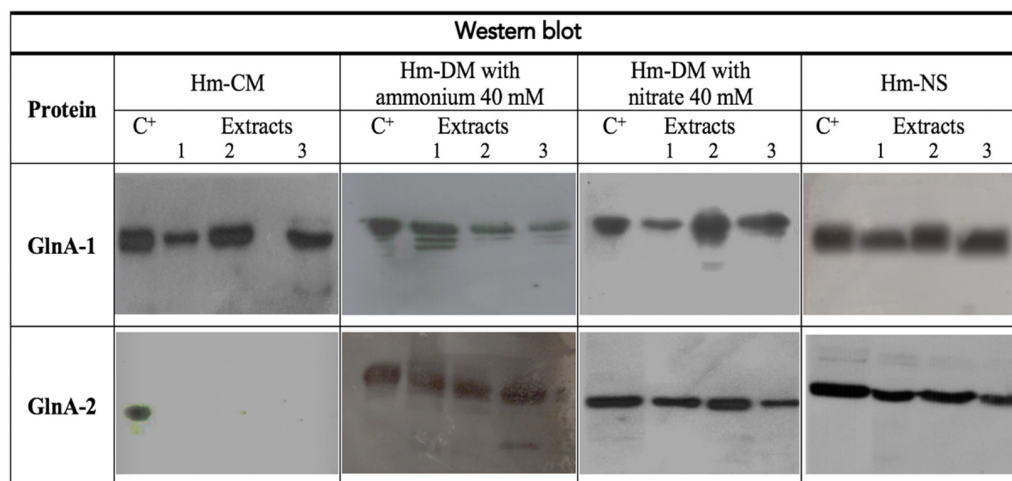 Western blot
Protein
Hm-CM
Hm-DM with
ammonium 40 mM
Hm-DM with
nitrate 40 mM
Hm-NS
C⁺ Extracts
1 2 3
C⁺ Extracts
1 2 3
C⁺ Extracts
1 2 3
C⁺ Extracts
1 2 3
GlnA-1
GlnA-2